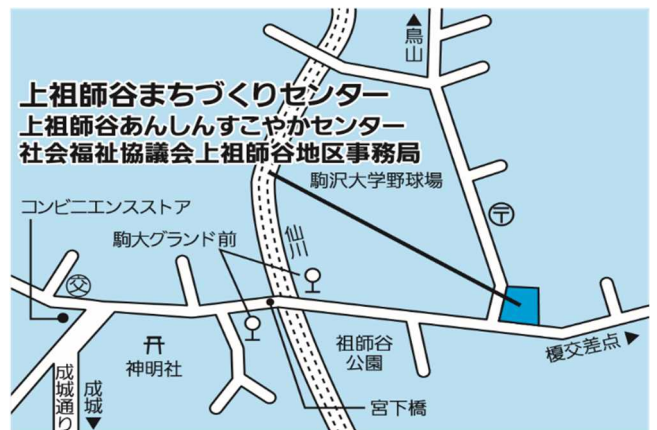 ▲
烏山
上祖師谷まちづくりセンター
上祖師谷あんしんすこやかセンター
社会福祉協議会上祖師谷地区事務局
駒沢大学野球場
コンビニエンスストア
〒
駒大グランド前
仙川
交
祖師谷
公園
榎交差点 ▶
神明社
成城通り
成城▼
宮下橋